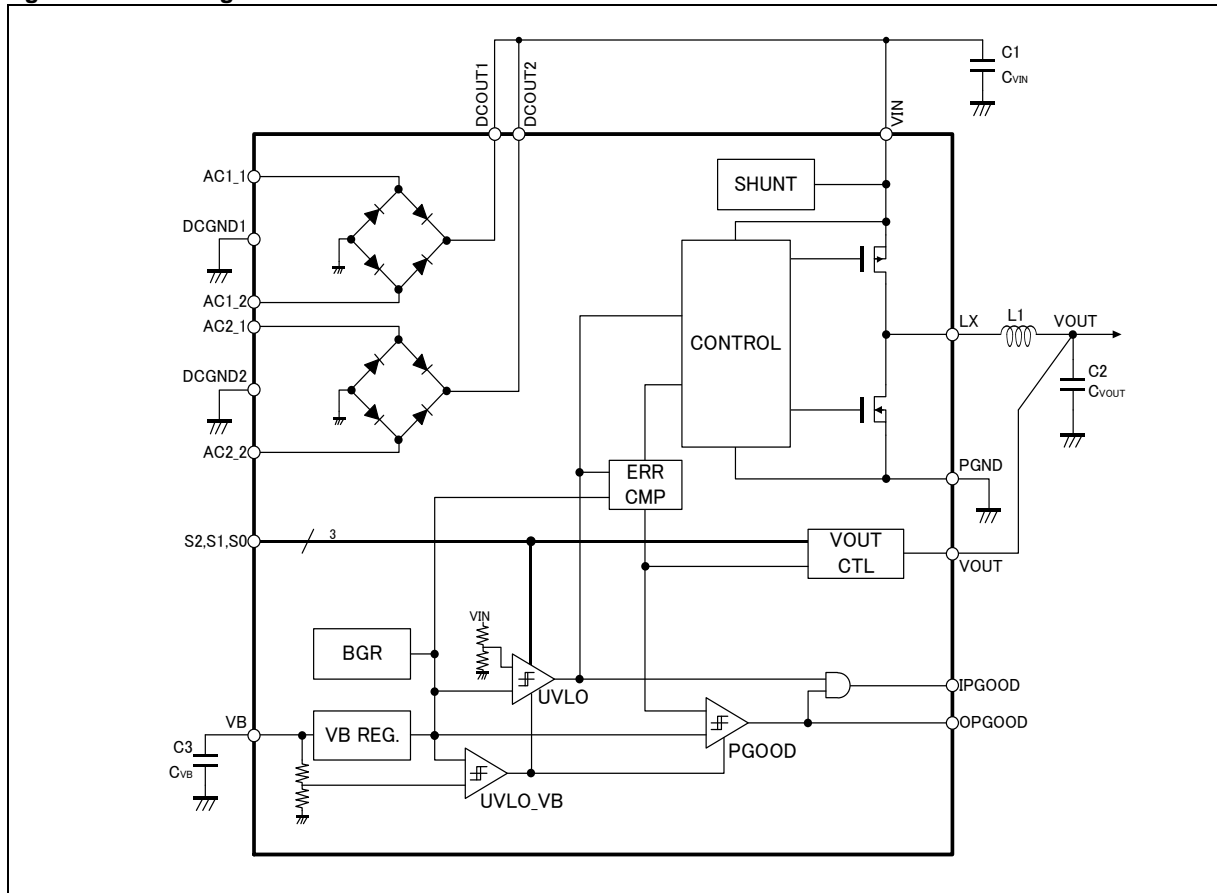 DCOUT1
DCOUT2
VIN
C1
CVIN
AC1_1
DCGND1
AC1_2
AC2_1
DCGND2
AC2_2
SHUNT
CONTROL
LX
L1
VOUT
C2
CVOUT
PGND
ERR
CMP
S2,S1,S0
3
VOUT
CTL
VOUT
VIN
BGR
UVLO
IPGOOD
OPGOOD
VB
VB REG.
PGOOD
C3
CVB
UVLO_VB